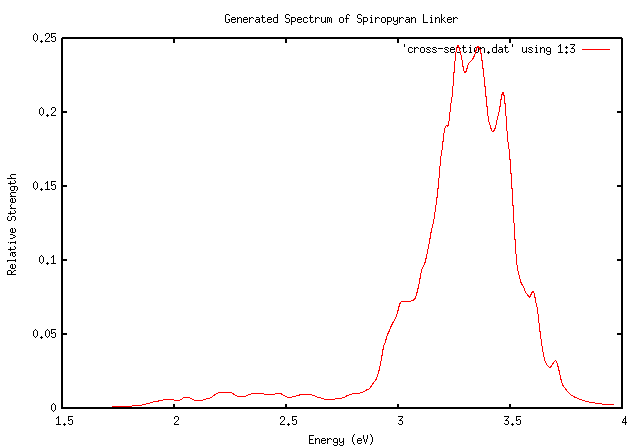 Generated Spectrum of Spiropyran Linker
'cross-section.dat' using 1:3
0.25
0.2
0.15
0.1
0.05
0
Relative Strength
1.5 2 2.5 3 3.5 4
Energy (eV)